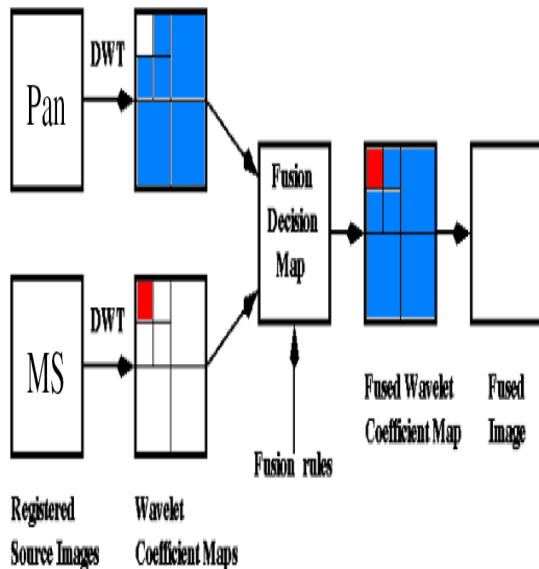 Pan
DWT
Fusion
Decision
Map
MS
DWT
Fused Wavelet
Coefficient Map
Fused
Image
Fusion rules
Registered
Source Images
Wavelet
Coefficient Maps